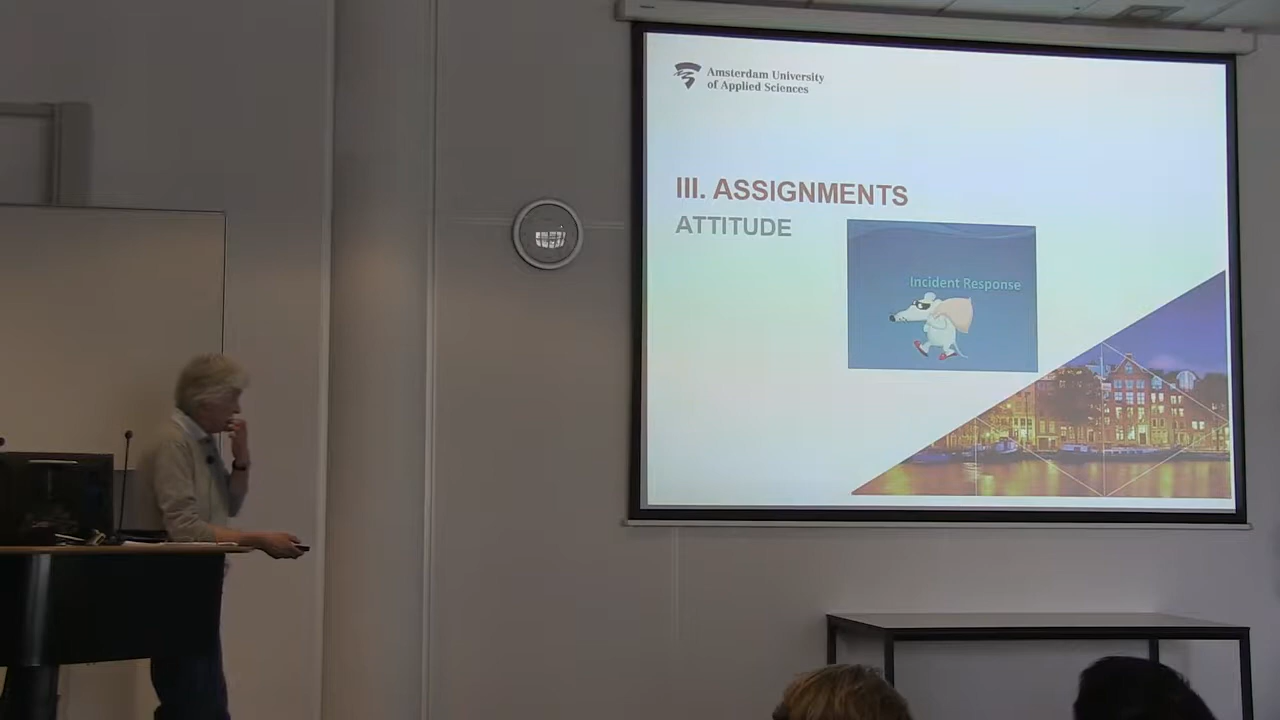 Amsterdam University
of Applied Sciences
III. ASSIGNMENTS
ATTITUDE
Incident Response